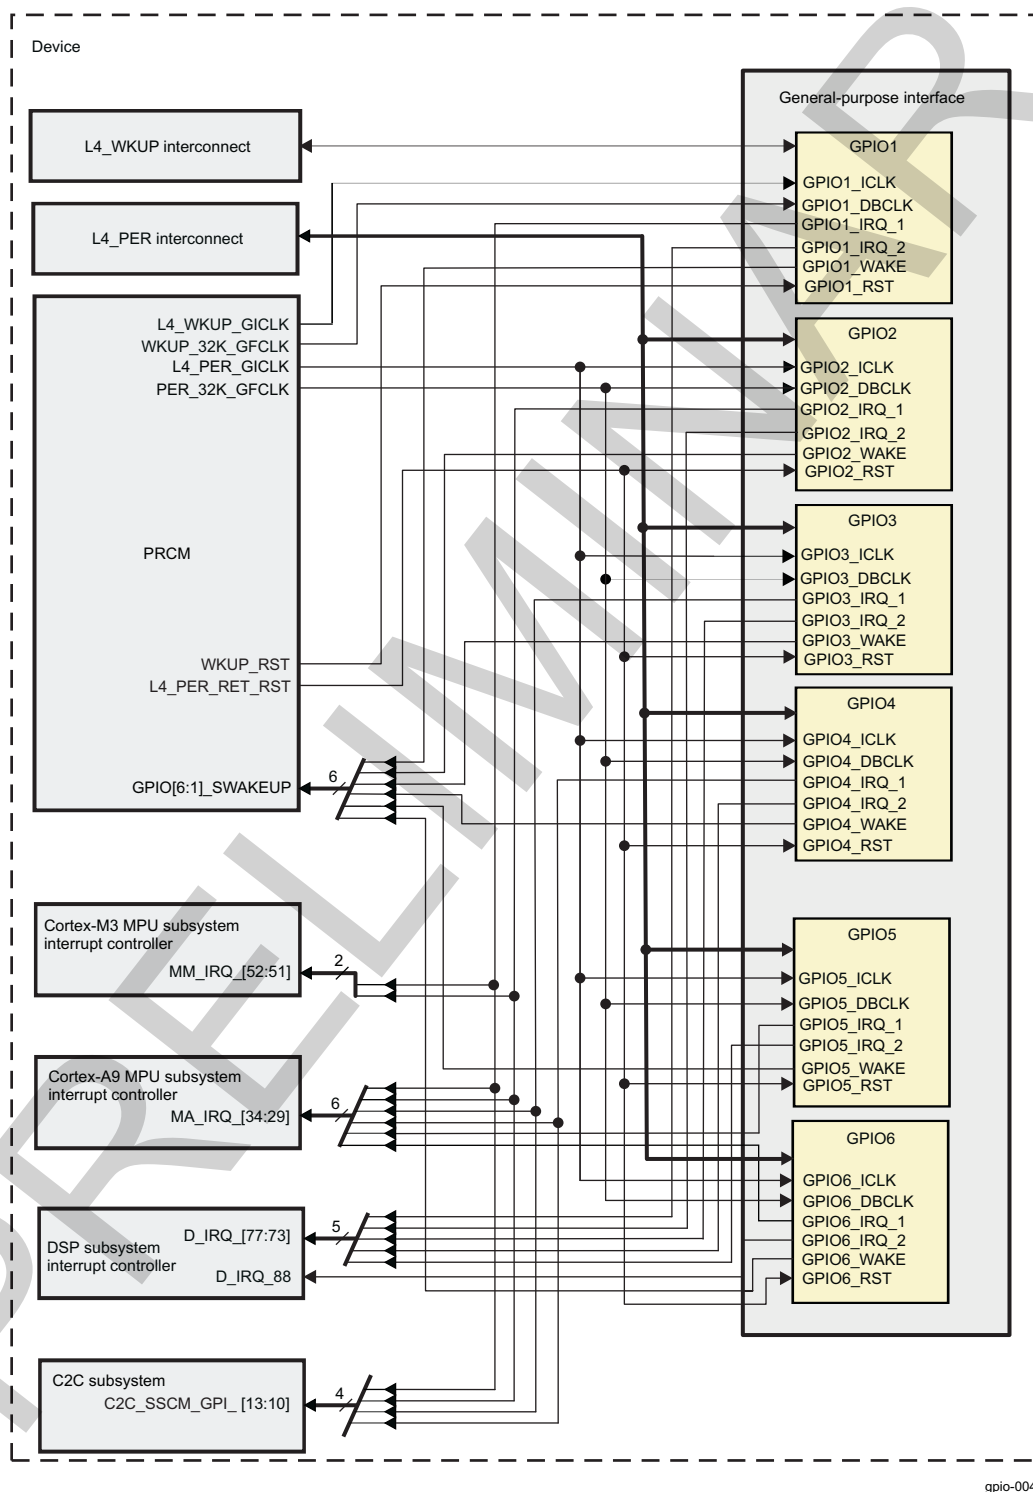 Device
General-purpose interface
L4_WKUP interconnect
GPIO1
GPIO1_ICLK
GPIO1_DBCLK
GPIO1_IRQ_1
GPIO1_IRQ_2
GPIO1_WAKE
GPIO1_RST
L4_PER interconnect
L4_WKUP_GICLK
WKUP_32K_GFCLK
L4_PER_GICLK
PER_32K_GFCLK
PRCM
WKUP_RST
L4_PER_RET_RST
GPIO[6:1]_SWAKEUP
6
GPIO2
GPIO2_ICLK
GPIO2_DBCLK
GPIO2_IRQ_1
GPIO2_IRQ_2
GPIO2_WAKE
GPIO2_RST
GPIO3
GPIO3_ICLK
GPIO3_DBCLK
GPIO3_IRQ_1
GPIO3_IRQ_2
GPIO3_WAKE
GPIO3_RST
GPIO4
GPIO4_ICLK
GPIO4_DBCLK
GPIO4_IRQ_1
GPIO4_IRQ_2
GPIO4_WAKE
GPIO4_RST
Cortex-M3 MPU subsystem
interrupt controller
MM_IRQ_[52:51]
2
GPIO5
GPIO5_ICLK
GPIO5_DBCLK
GPIO5_IRQ_1
GPIO5_IRQ_2
GPIO5_WAKE
GPIO5_RST
Cortex-A9 MPU subsystem
interrupt controller
MA_IRQ_[34:29]
6
GPIO6
GPIO6_ICLK
GPIO6_DBCLK
GPIO6_IRQ_1
GPIO6_IRQ_2
GPIO6_WAKE
GPIO6_RST
D_IRQ_[77:73]
5
DSP subsystem
interrupt controller
D_IRQ_88
C2C subsystem
C2C_SSCM_GPI_ [13:10]
4
gpio-004
PRELIMINAR